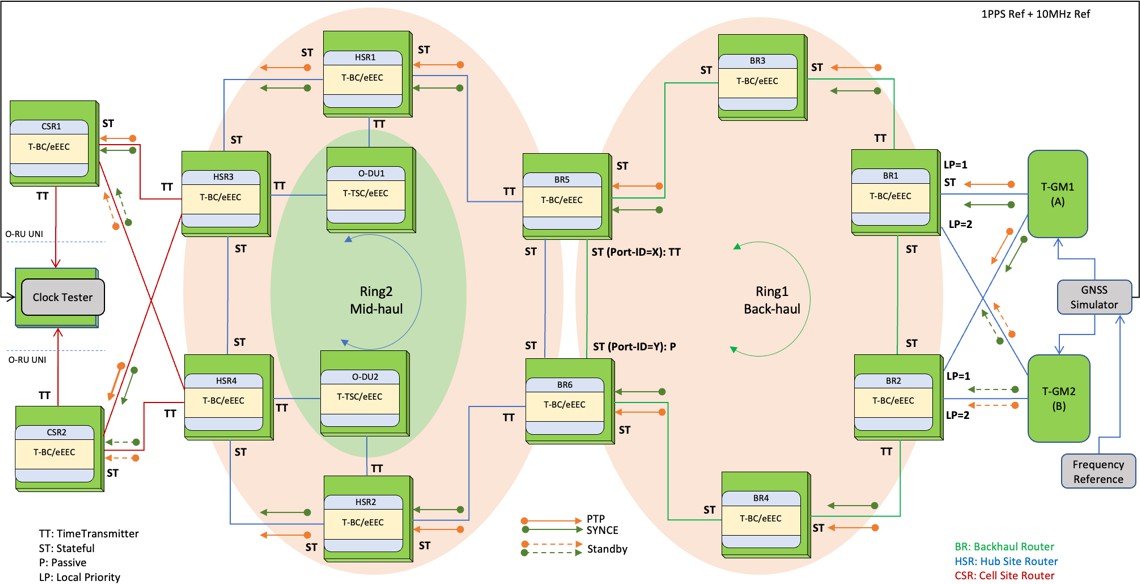 1PPS Ref + 10MHz Ref
HSR1
T-BC/eEEC
ST
ST
TT
BR3
T-BC/eEEC
ST
ST
CSR1
T-BC/eEEC
ST
TT
ST
HSR3
T-BC/eEEC
TT
TT
ST
O-DU1
T-TSC/eEEC
BR5
T-BC/eEEC
TT
ST
ST
ST (Port-ID=X): TT
TT
BR1
T-BC/eEEC
LP=1
ST
LP=2
ST
T-GM1
(A)
O-RU UNI
Clock Tester
O-RU UNI
Ring2
Mid-haul
Ring1
Back-haul
GNSS
Simulator
ST
HSR4
T-BC/eEEC
TT
TT
ST
O-DU2
T-TSC/eEEC
ST
ST (Port-ID=Y): P
BR6
T-BC/eEEC
TT
ST
ST
BR2
T-BC/eEEC
LP=1
LP=2
TT
T-GM2
(B)
TT
CSR2
T-BC/eEEC
ST
Frequency
Reference
TT
HSR2
T-BC/eEEC
ST
ST
BR4
T-BC/eEEC
ST
ST
TT: TimeTransmitter
ST: Stateful
P: Passive
LP: Local Priority
PTP
SYNCE
Standby
BR: Backhaul Router
HSR: Hub Site Router
CSR: Cell Site Router